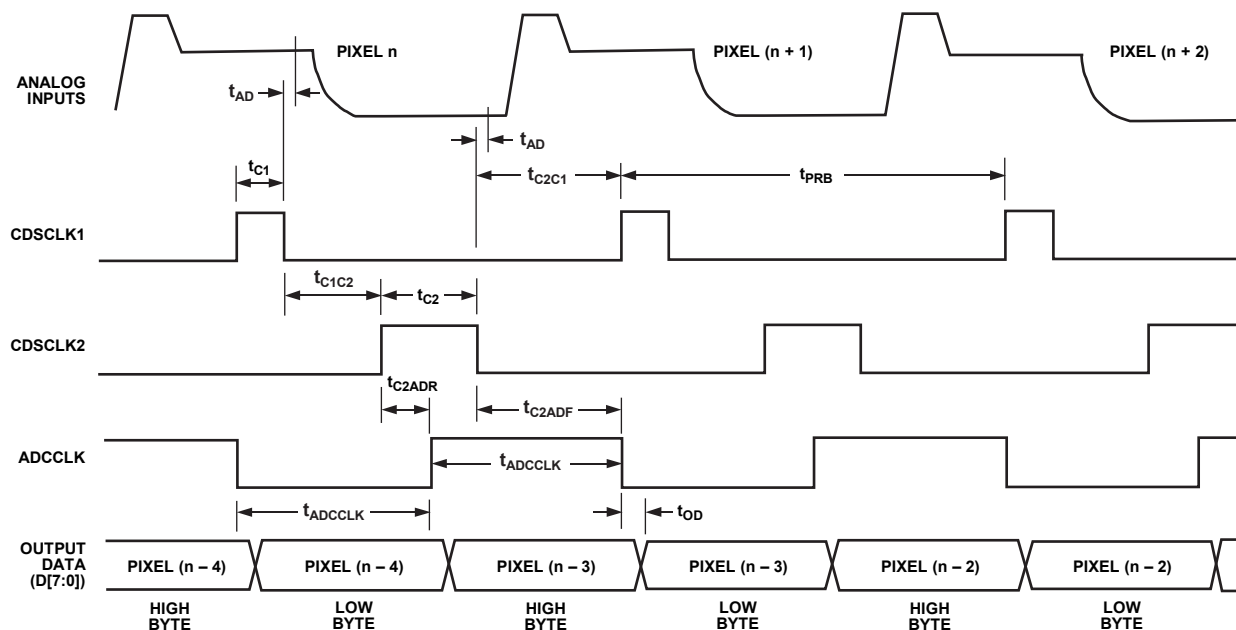 PIXEL n
PIXEL (n + 1)
PIXEL (n + 2)
ANALOG
INPUTS
tAD
tAD
tC1
tC2C1
tPRB
CDSCLK1
tC1C2
tC2
CDSCLK2
tC2ADR
tC2ADF
ADCCLK
tADCCLK
tADCCLK
tOD
OUTPUT
DATA
(D[7:0])
PIXEL (n – 4)
PIXEL (n – 4)
PIXEL (n – 3)
PIXEL (n – 3)
PIXEL (n – 2)
PIXEL (n – 2)
HIGH
BYTE
LOW
BYTE
HIGH
BYTE
LOW
BYTE
HIGH
BYTE
LOW
BYTE